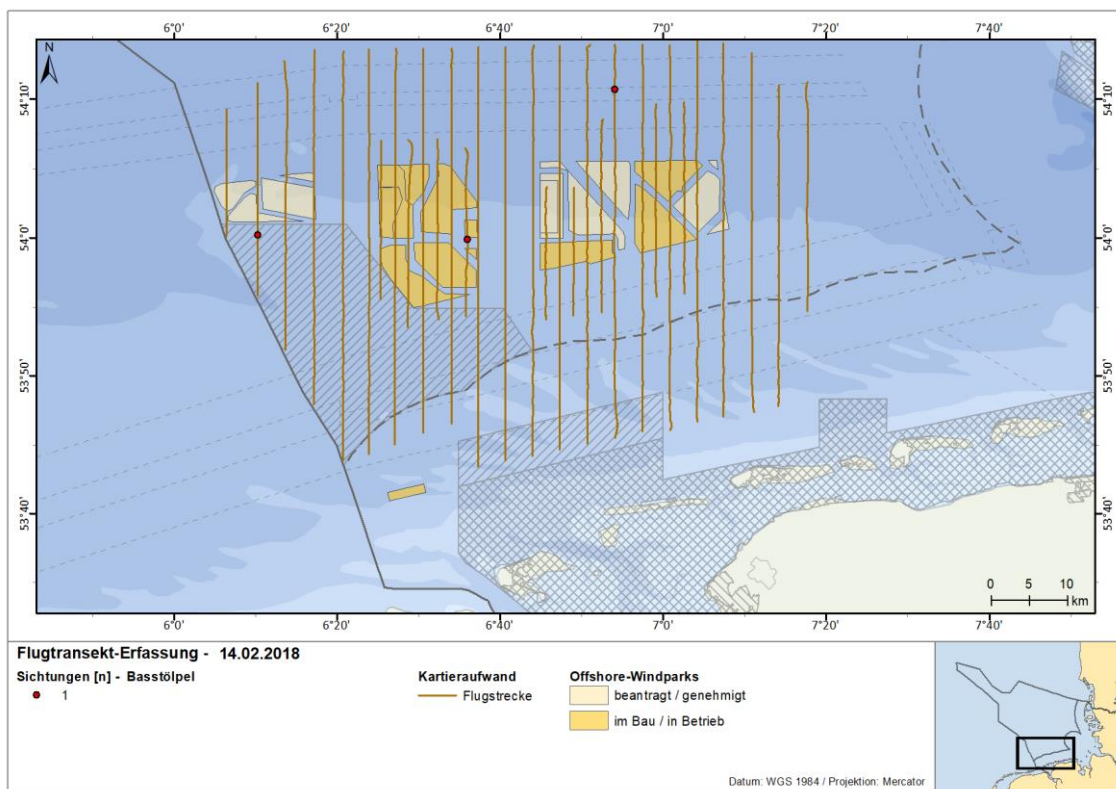 6°0' 6°20' 6°40' 7°0' 7°20' 7°40'
N
54°10' 54°10'
54°0' 54°0'
53°50' 53°50'
53°40' 53°40'
0 5 10
km
6°0' 6°20' 6°40' 7°0' 7°20' 7°40'
Flugtransekt-Erfassung - 14.02.2018
Sichtungen [n] - Basstölpel
1
Kartieraufwand
Flugstrecke
Offshore-Windparks
beantragt / genehmigt
im Bau / in Betrieb
Datum: WGS 1984 / Projektion: Mercator